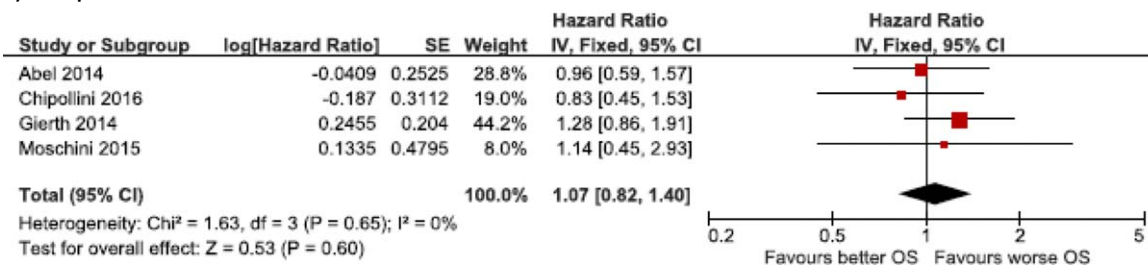 Hazard Ratio Hazard Ratio
Study or Subgroup log[Hazard Ratio] SE Weight IV, Fixed, 95% CI IV, Fixed, 95% CI
Abel 2014 -0.0409 0.2525 28.8% 0.96 [0.59, 1.57]
Chipollini 2016 -0.187 0.3112 19.0% 0.83 [0.45, 1.53]
Gierth 2014 0.2455 0.204 44.2% 1.28 [0.86, 1.91]
Moschini 2015 0.1335 0.4795 8.0% 1.14 [0.45, 2.93]
Total (95% CI) 100.0% 1.07 [0.82, 1.40]
Heterogeneity: Chi² = 1.63, df = 3 (P = 0.65); I² = 0%
Test for overall effect: Z = 0.53 (P = 0.60)
0.2 0.5 1 2 5
Favours better OS Favours worse OS